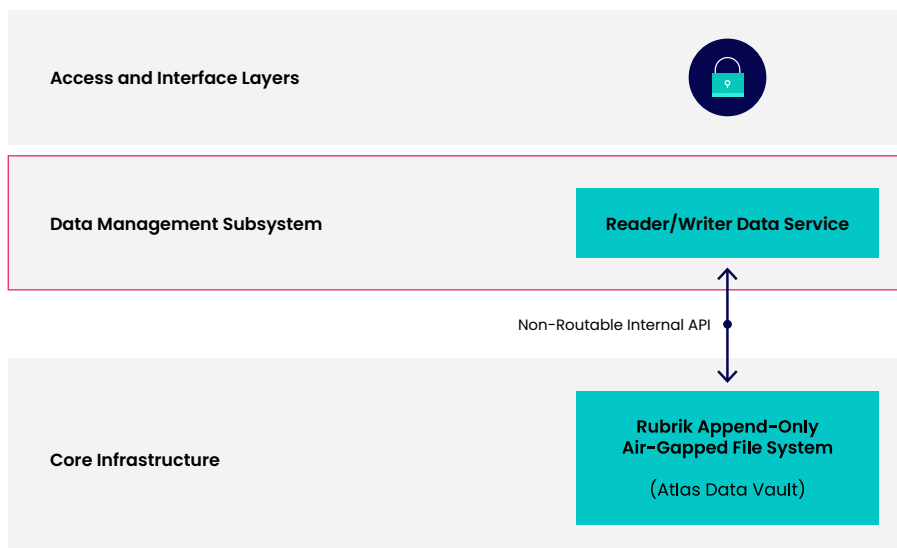 Access and Interface Layers
Data Management Subsystem
Reader/Writer Data Service
Non-Routable Internal API
Core Infrastructure
Rubrik Append-Only
Air-Gapped File System
(Atlas Data Vault)